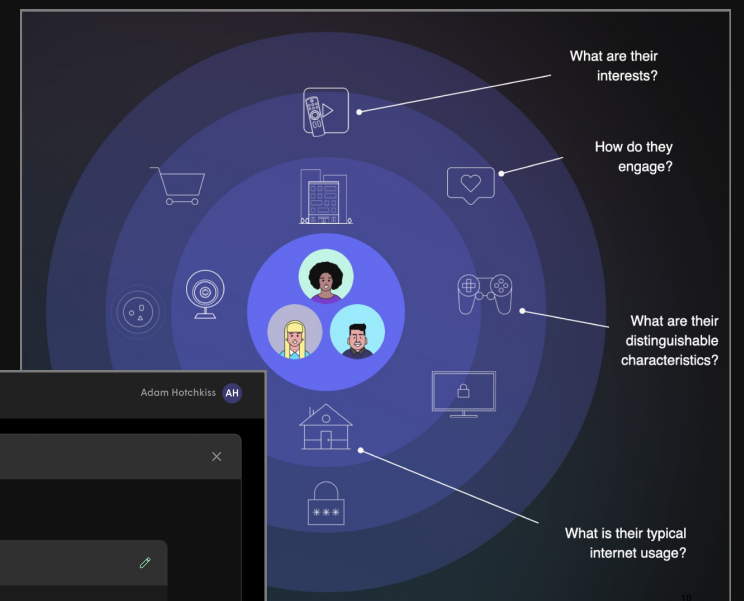 What are their
interests?
How do they
engage?
What are their
distinguishable
characteristics?
Adam Hotchkiss AH
***
What is their typical
internet usage?
10